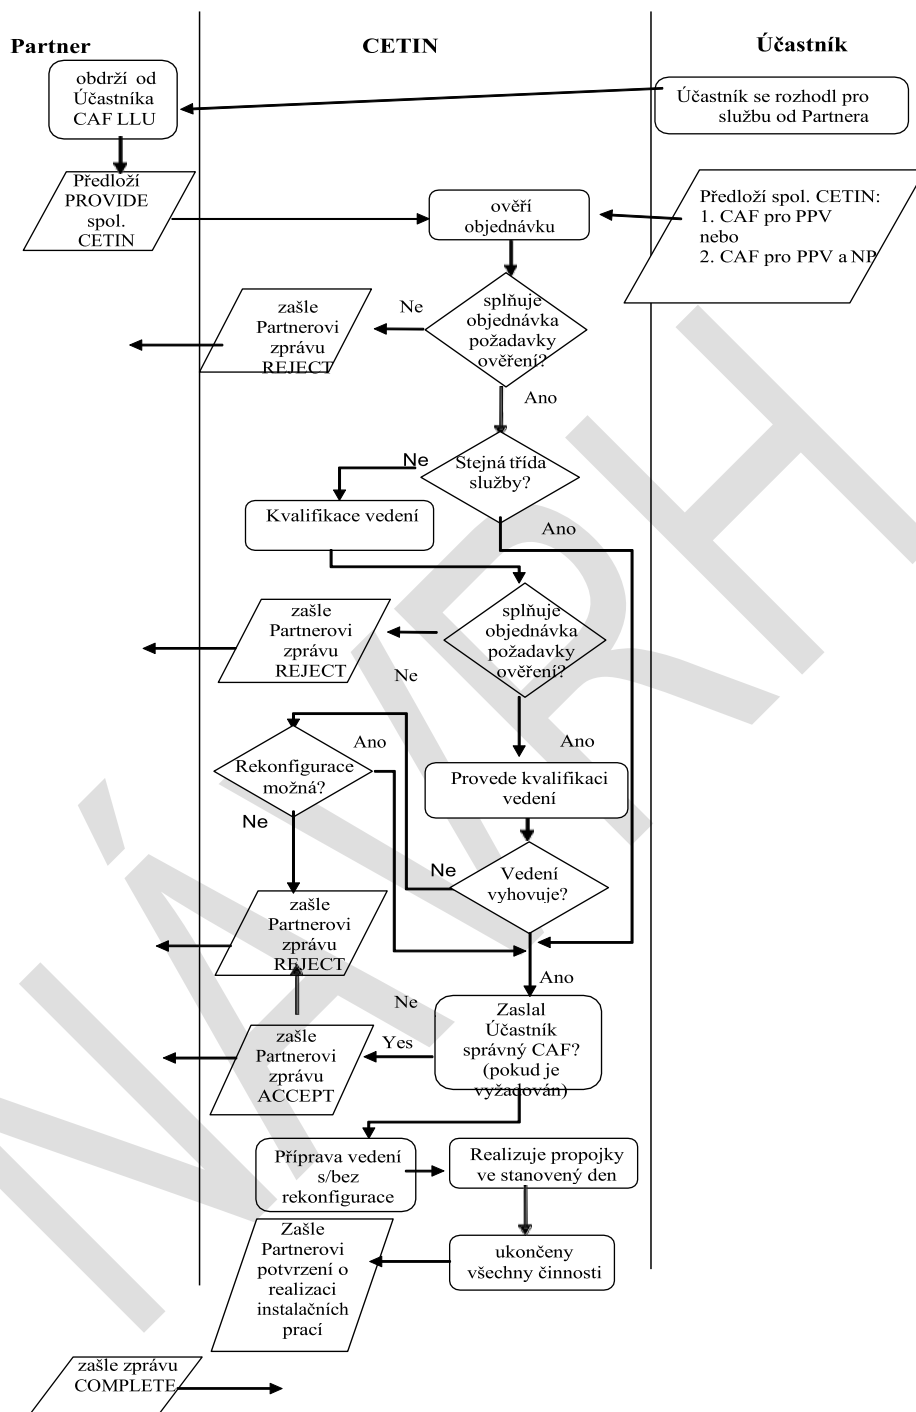 Partner
CETIN
Účastník
obdrží od
Účastníka
CAF LLU
Účastník se rozhodl pro
službu od Partnera
Předloží
PROVIDE
spol.
CETIN
ověří
objednávku
Předloží spol. CETIN:
1. CAF pro PPV
nebo
2. CAF pro PPV a NP
zašle
Partnerovi
zprávu
REJECT
Ne
splňuje
objednávka
požadavky
ověření?
Ano
Ne
Stejná třída
služby?
Kvalifikace vedení
Ano
zašle
Partnerovi
zprávu
REJECT
Ne
splňuje
objednávka
požadavky
ověření?
Ano
Ano
Rekonfigurace
možná?
Ne
Provede kvalifikaci
vedení
Ne
Vedení
vyhovuje?
zašle
Partnerovi
zprávu
REJECT
Ano
Ne
Zaslal
Účastník
správný CAF?
(pokud je
vyžadován)
Yes
zašle
Partnerovi
zprávu
ACCEPT
Příprava vedení
s/bez
rekonfigurace
Realizuje propojky
ve stanovený den
Zašle
Partnerovi
potvrzení o
realizaci
instalačních
prací
ukončeny
všechny činnosti
zašle zprávu
COMPLETE
NÁVRH